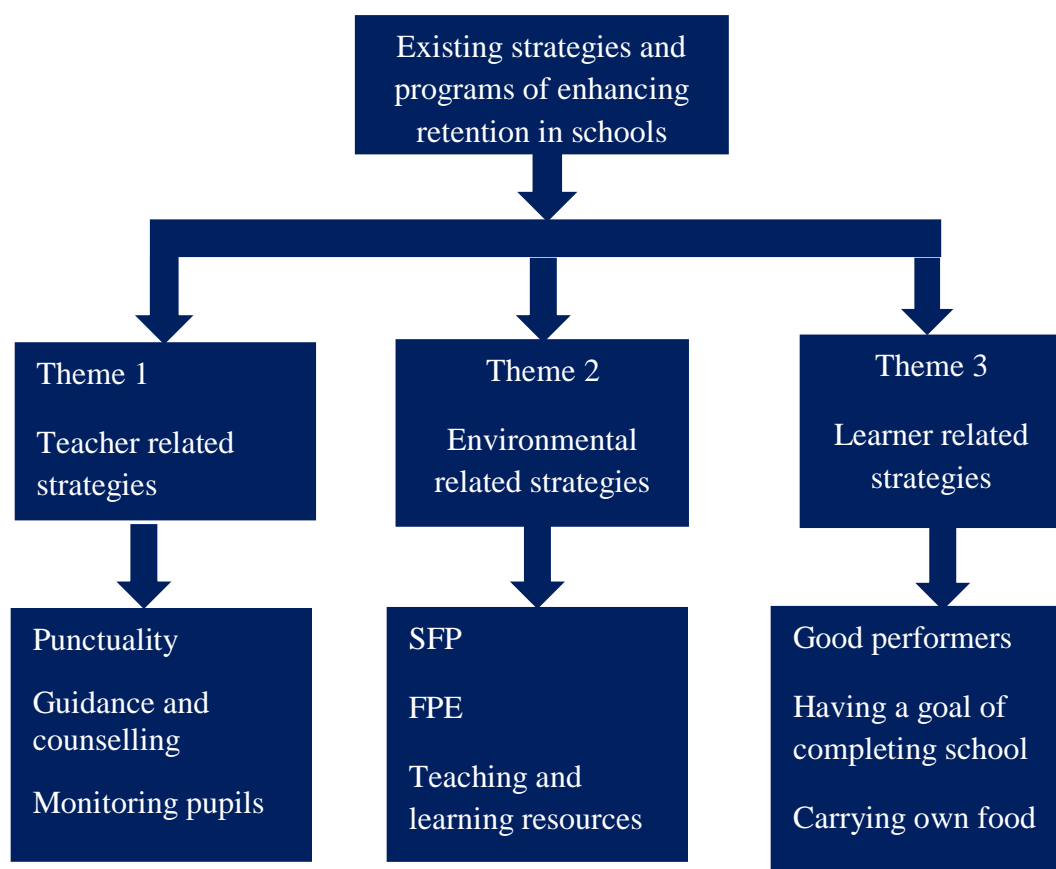 Existing strategies and
programs of enhancing
retention in schools
Theme 1
Teacher related
strategies
Theme 2
Environmental
related strategies
Theme 3
Learner related
strategies
Punctuality
Guidance and
counselling
Monitoring pupils
SFP
FPE
Teaching and
learning resources
Good performers
Having a goal of
completing school
Carrying own food